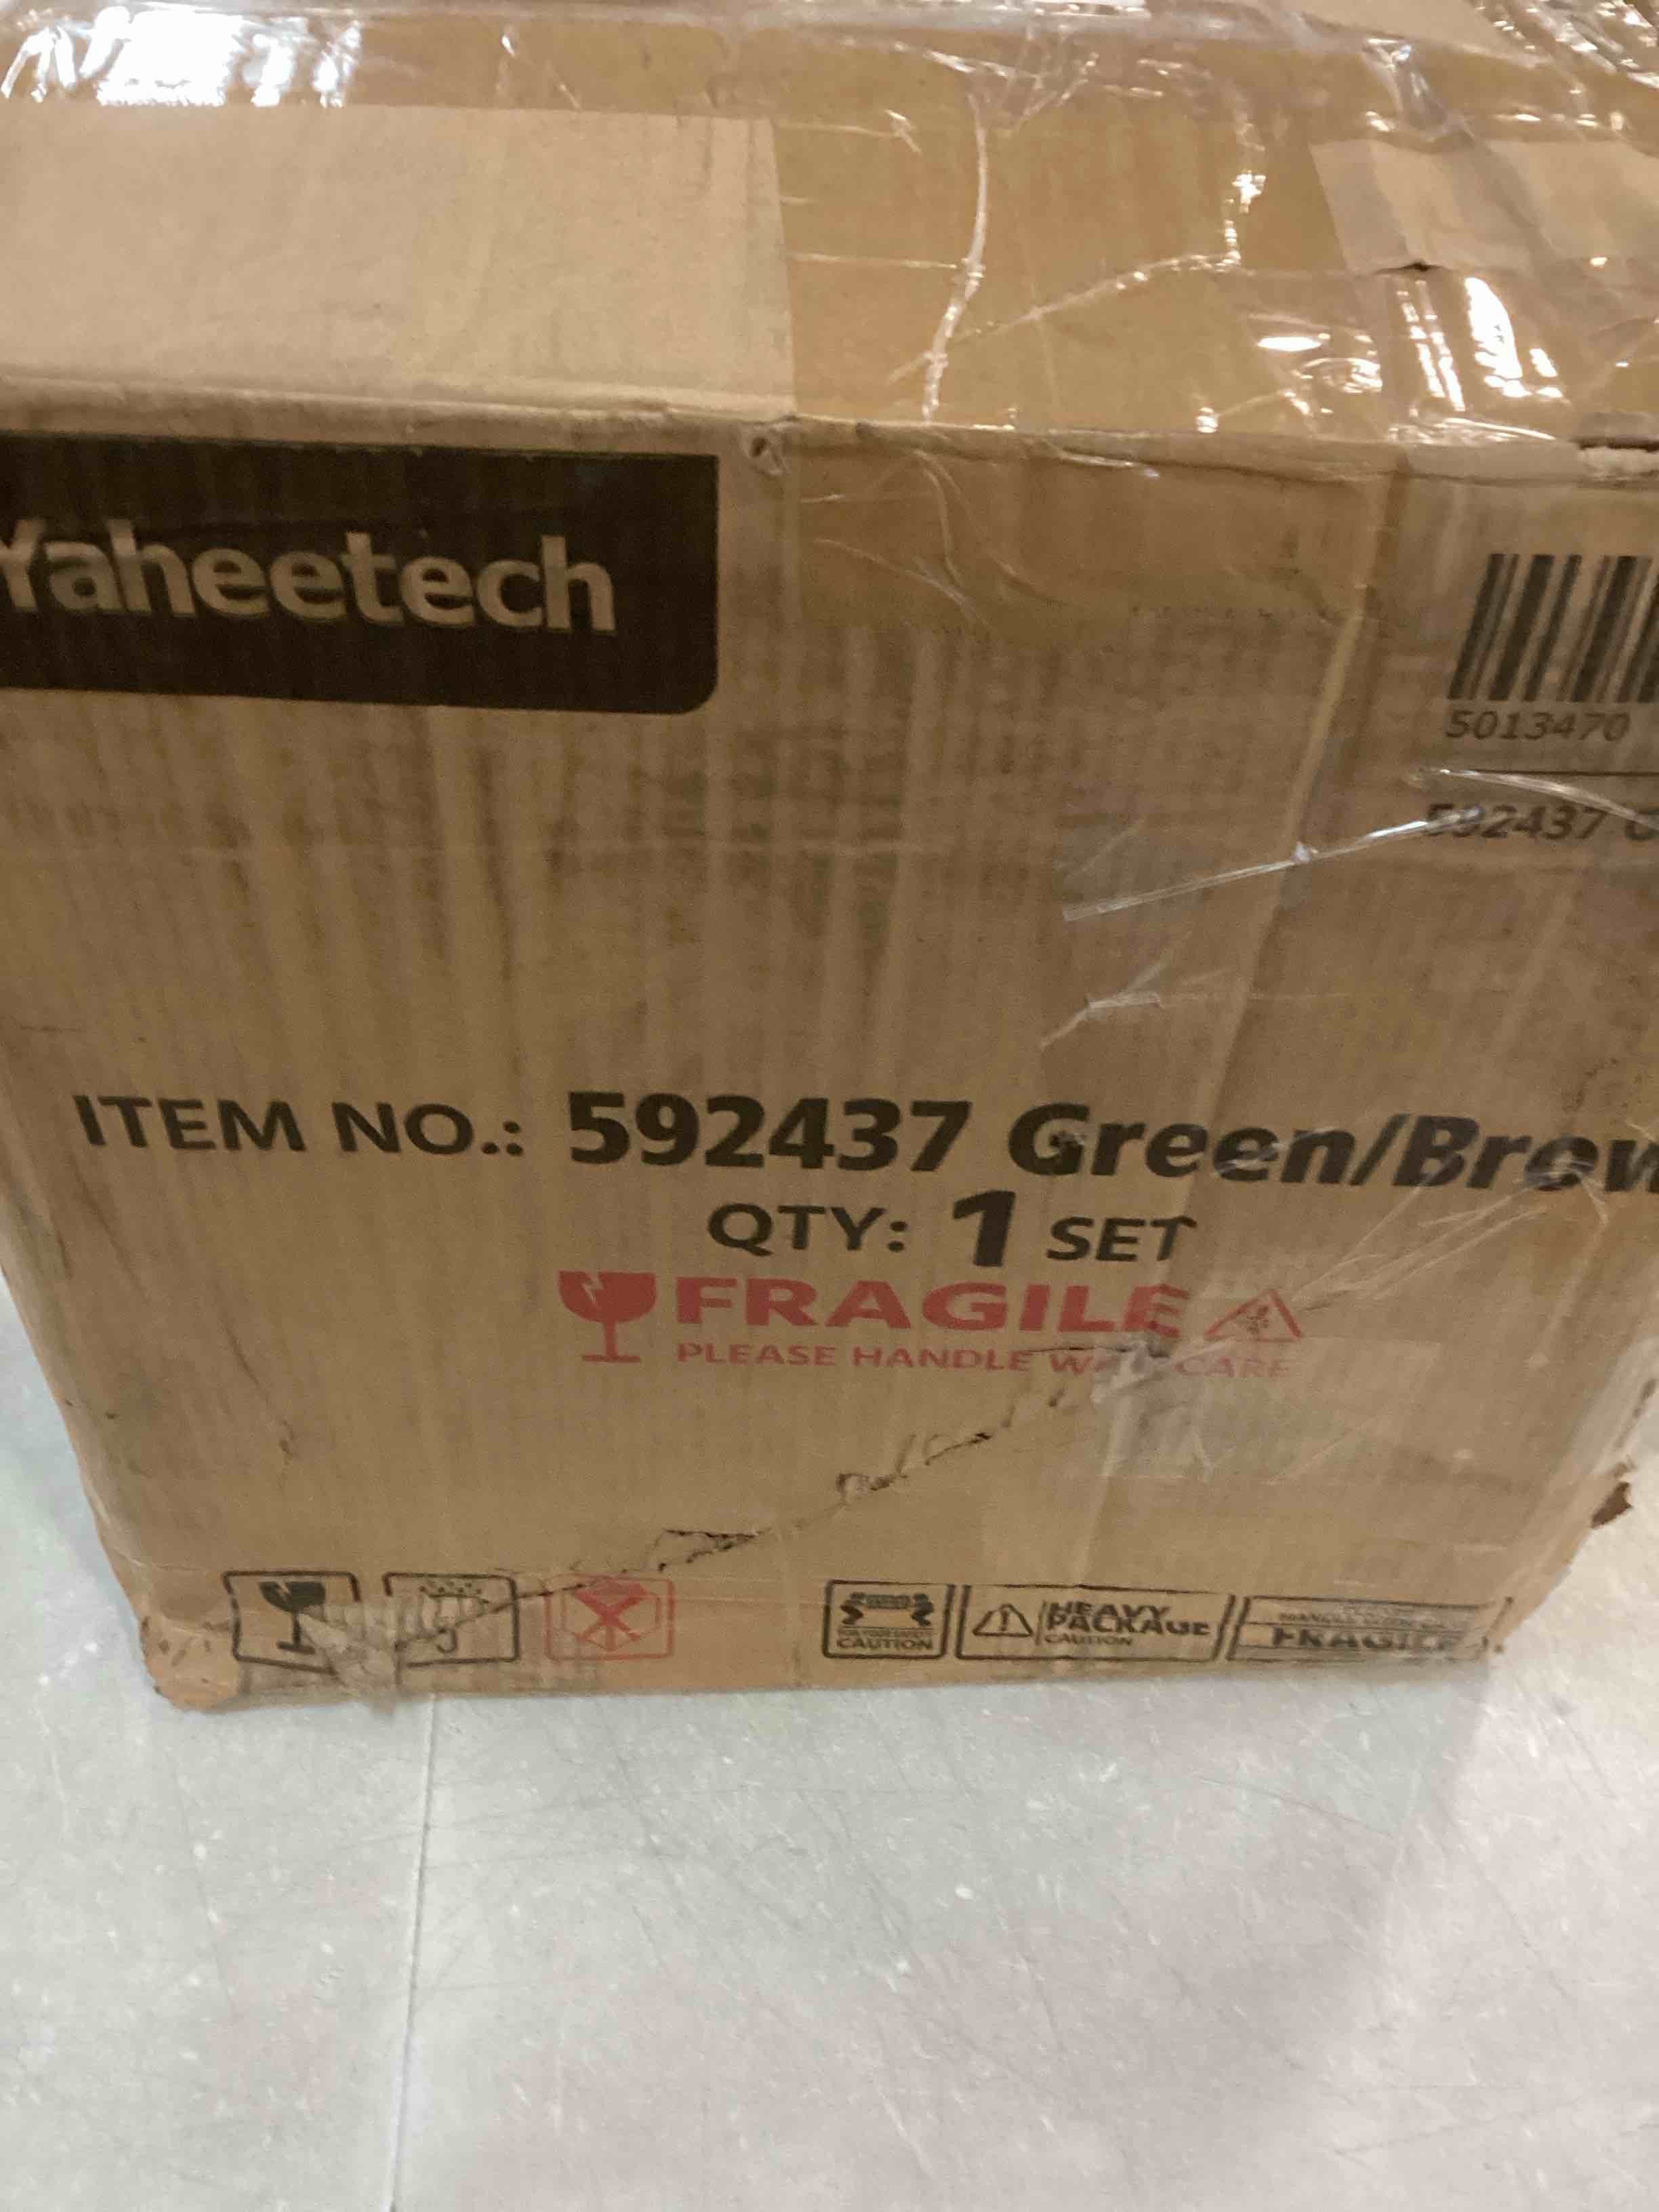 Yaheetech
5013470
592437
ITEM NO.: 592437 Green/Brow
QTY: 1 SET
FRAGILE
PLEASE HANDLE CARE
CAUTION
HEAVY
PACKAGE
CAUTION
FRAGILE